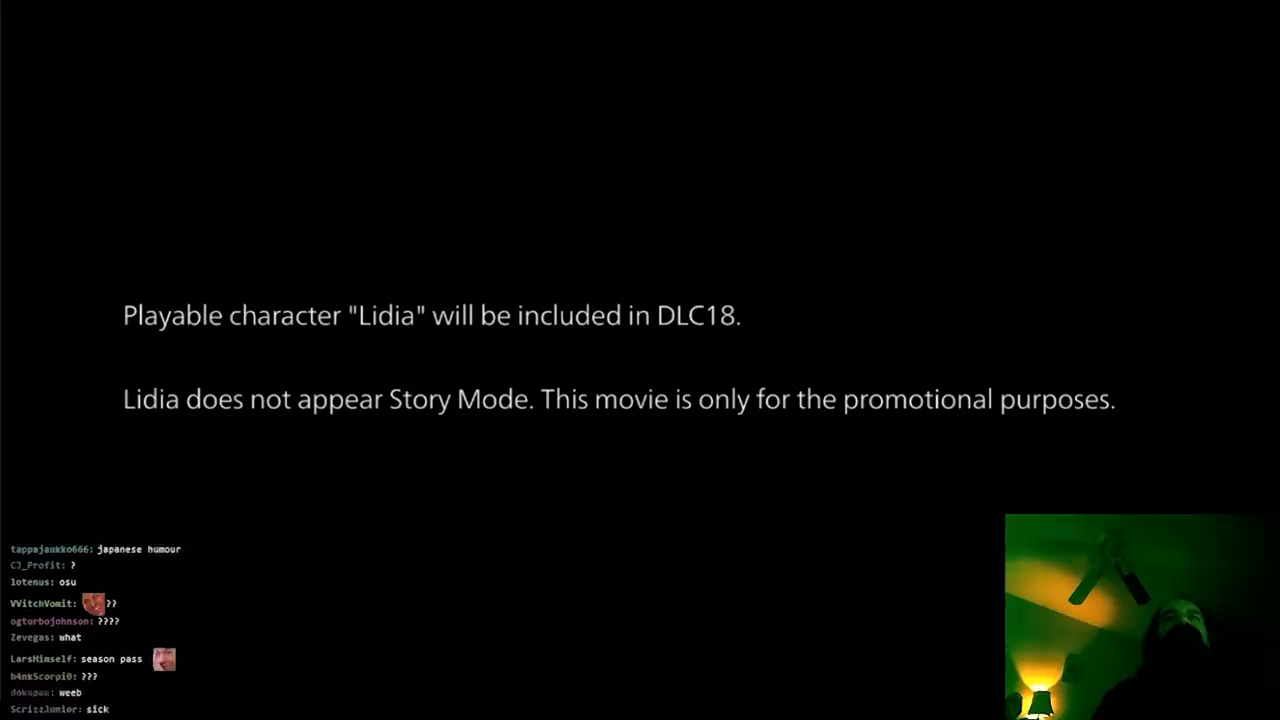 Playable character "Lidia" will be included in DLC18.
Lidia does not appear Story Mode. This movie is only for the promotional purposes.
tappajaukko666: japanese humour
CJ_Profit: ?
lotenus: osu
VVitchVomit: ??
ogturbojohnson: ????
Zevegas: what
LarsHimself: season pass
h4nkScorpi0: ???
weeb
ScrizzJunior: sick